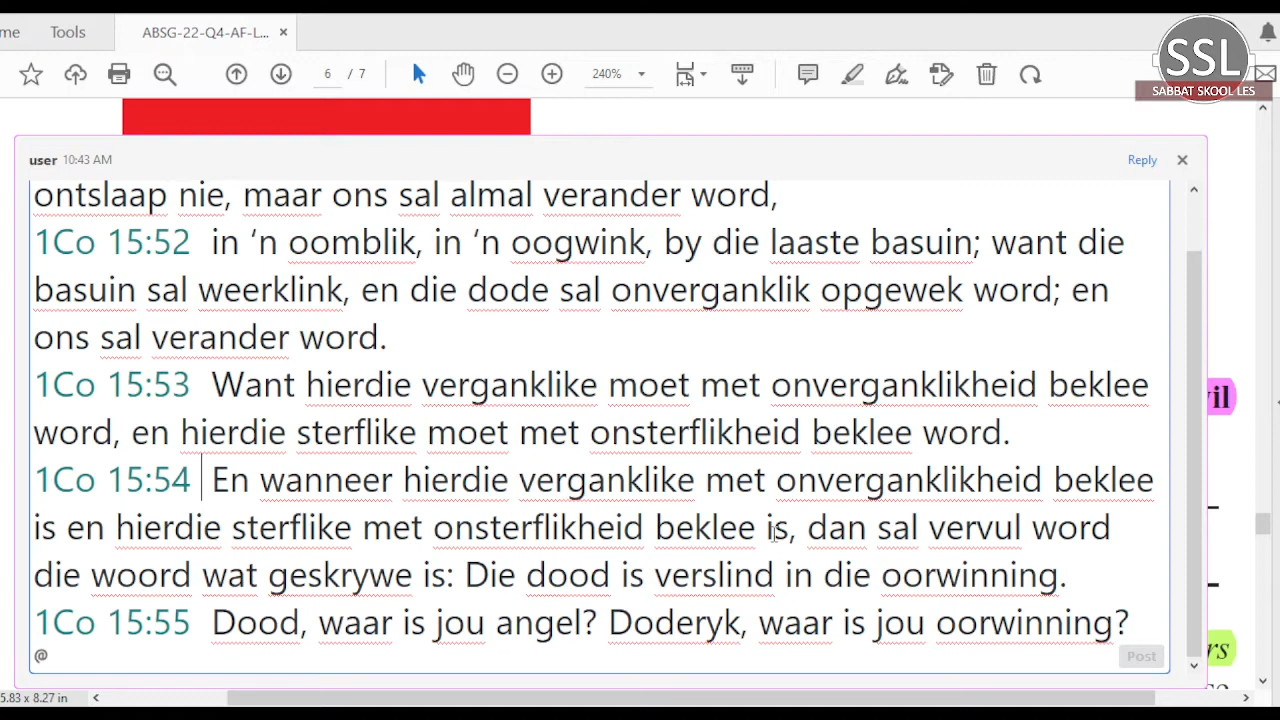 me
Tools
ABSG-22-Q4-AF-L...
6 / 7
240%
SSL
SABBAT SKOOL LES
user 10:43 AM
Reply
ontslaap nie, maar ons sal almal verander word,
1Co 15:52 in ‘n oomblik, in ‘n oogwink, by die laaste basuin; want die
basuin sal weerklink, en die dode sal onverganklik opgewek word; en
ons sal verander word.
1Co 15:53 Want hierdie verganklike moet met onverganklikheid beklee
word, en hierdie sterflike moet met onsterflikheid beklee word.
1Co 15:54 En wanneer hierdie verganklike met onverganklikheid beklee
is en hierdie sterflike met onsterflikheid beklee is, dan sal vervul word
die woord wat geskrywe is: Die dood is verslind in die oorwinning.
1Co 15:55 Dood, waar is jou angel? Doderyk, waar is jou oorwinning?
@
Post
rs
5.83 x 8.27 in